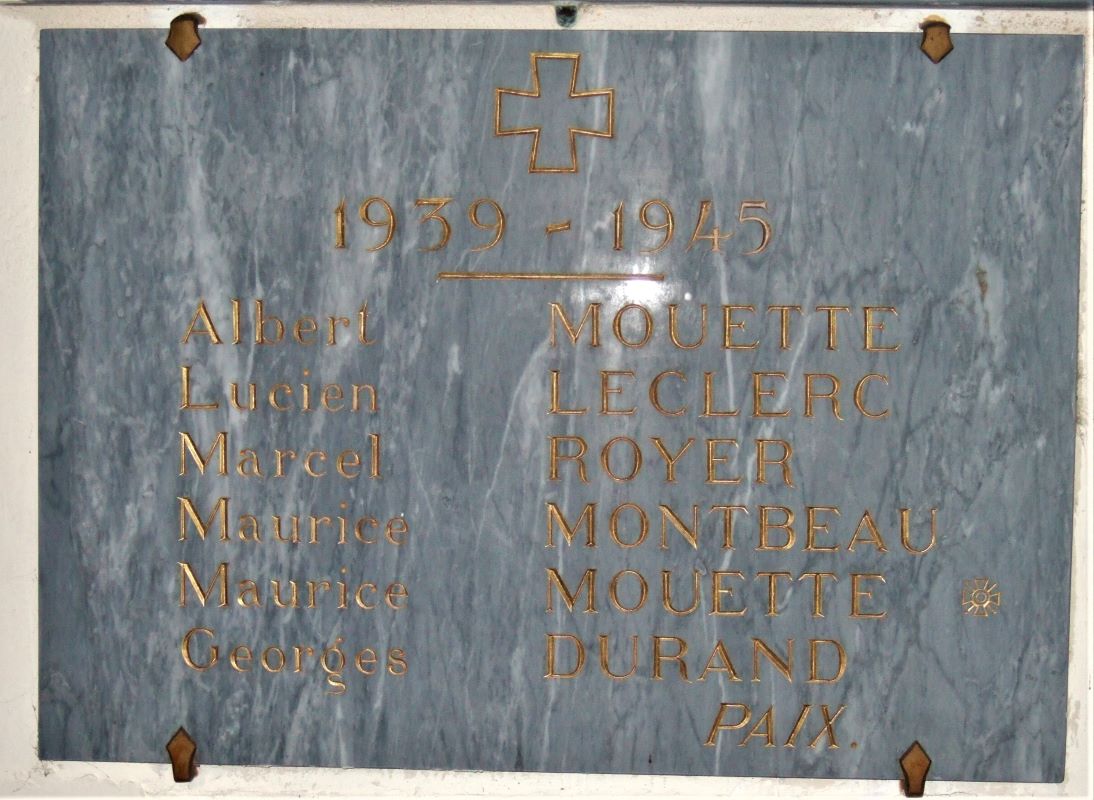 1939 - 1945
Albert MOUETTE
Lucien LECLERC
Marcel ROYER
Maurice MONTBEAU
Maurice MOUETTE
Georges DURAND
PAIX.